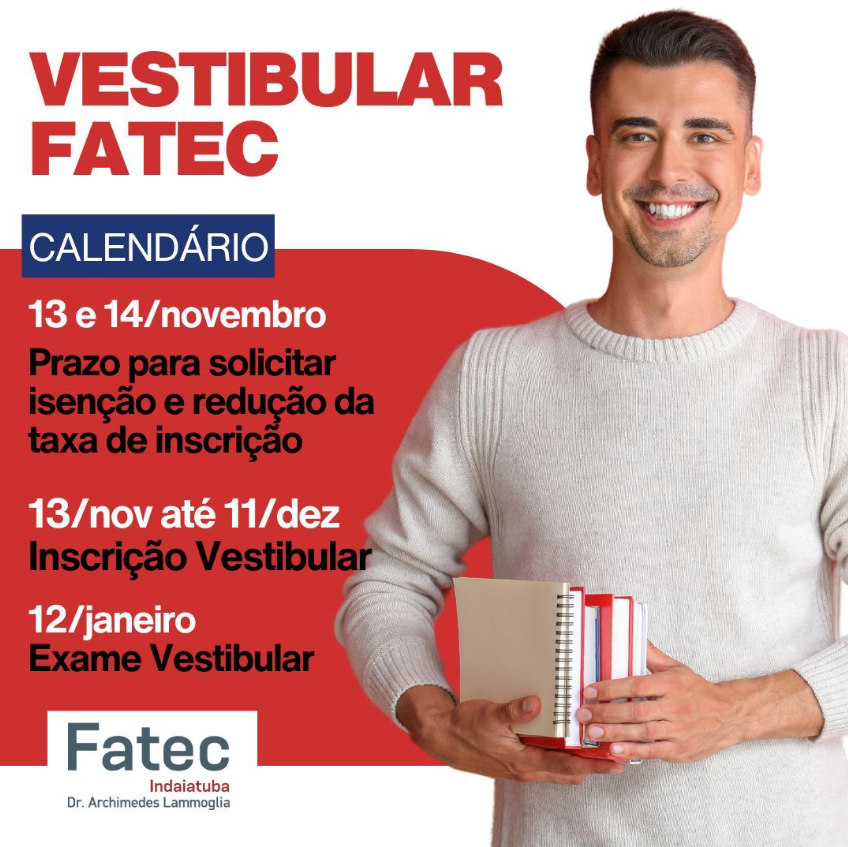 VESTIBULAR
FATEC
CALENDÁRIO
13 e 14/novembro
Prazo para solicitar
isenção e redução da
taxa de inscrição
13/nov até 11/dez
Inscrição Vestibular
12/janeiro
Exame Vestibular
Fatec
Indaiatuba
Dr. Archimedes Lammoglia